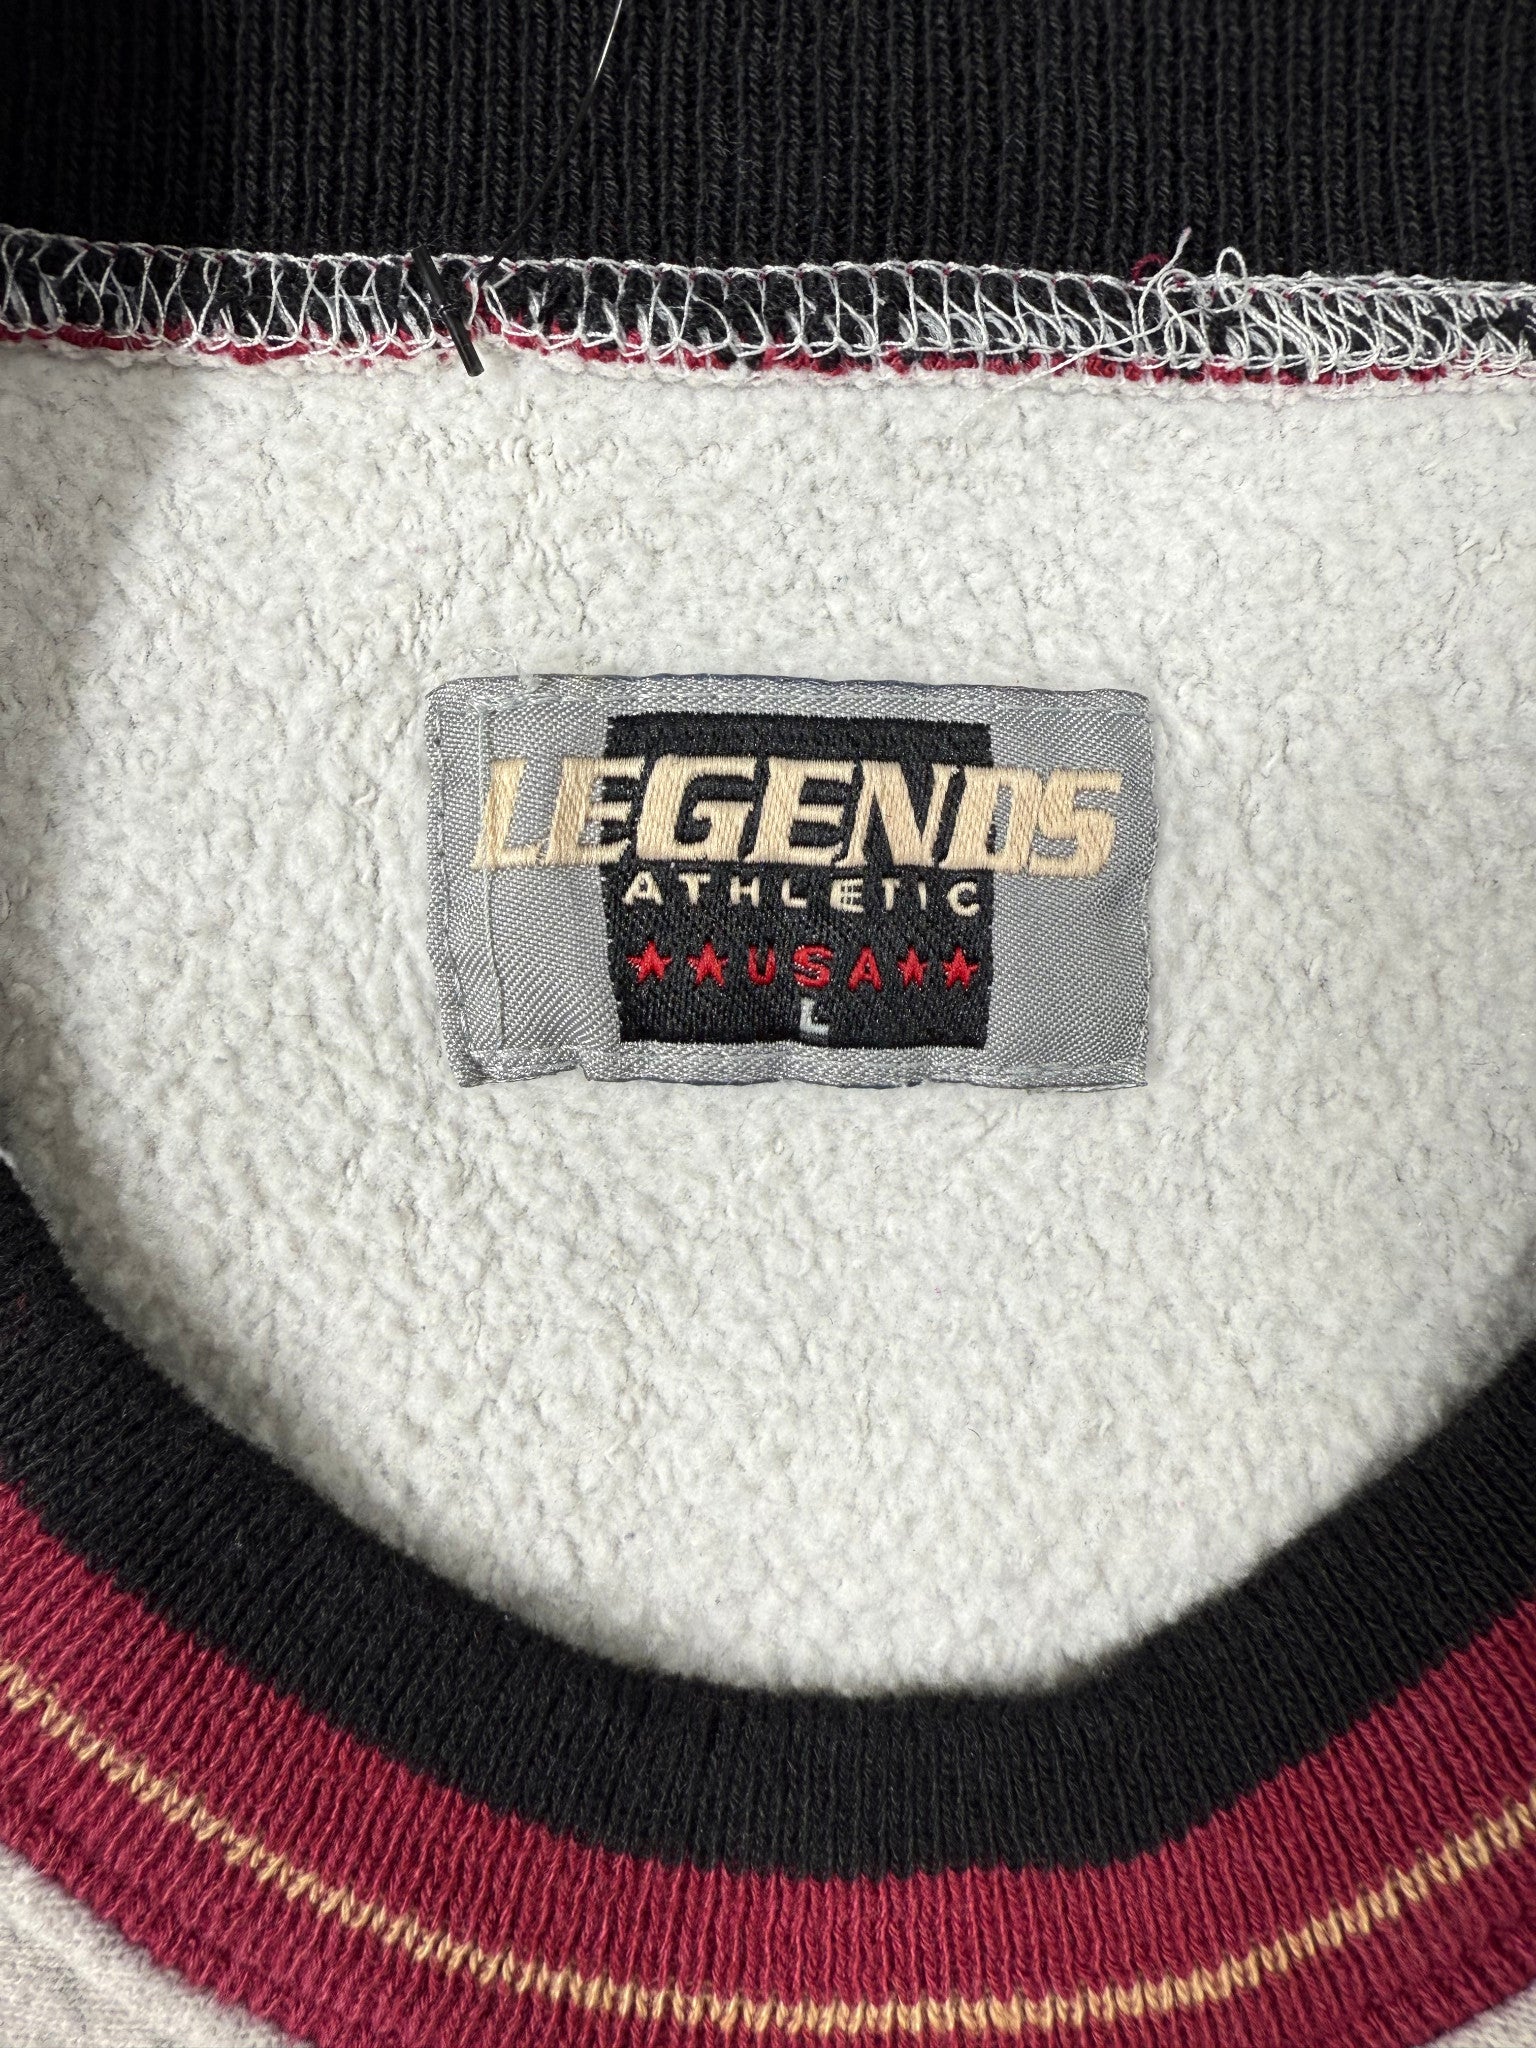 LEGENDS
ATHLETIC
★★USA★★
L